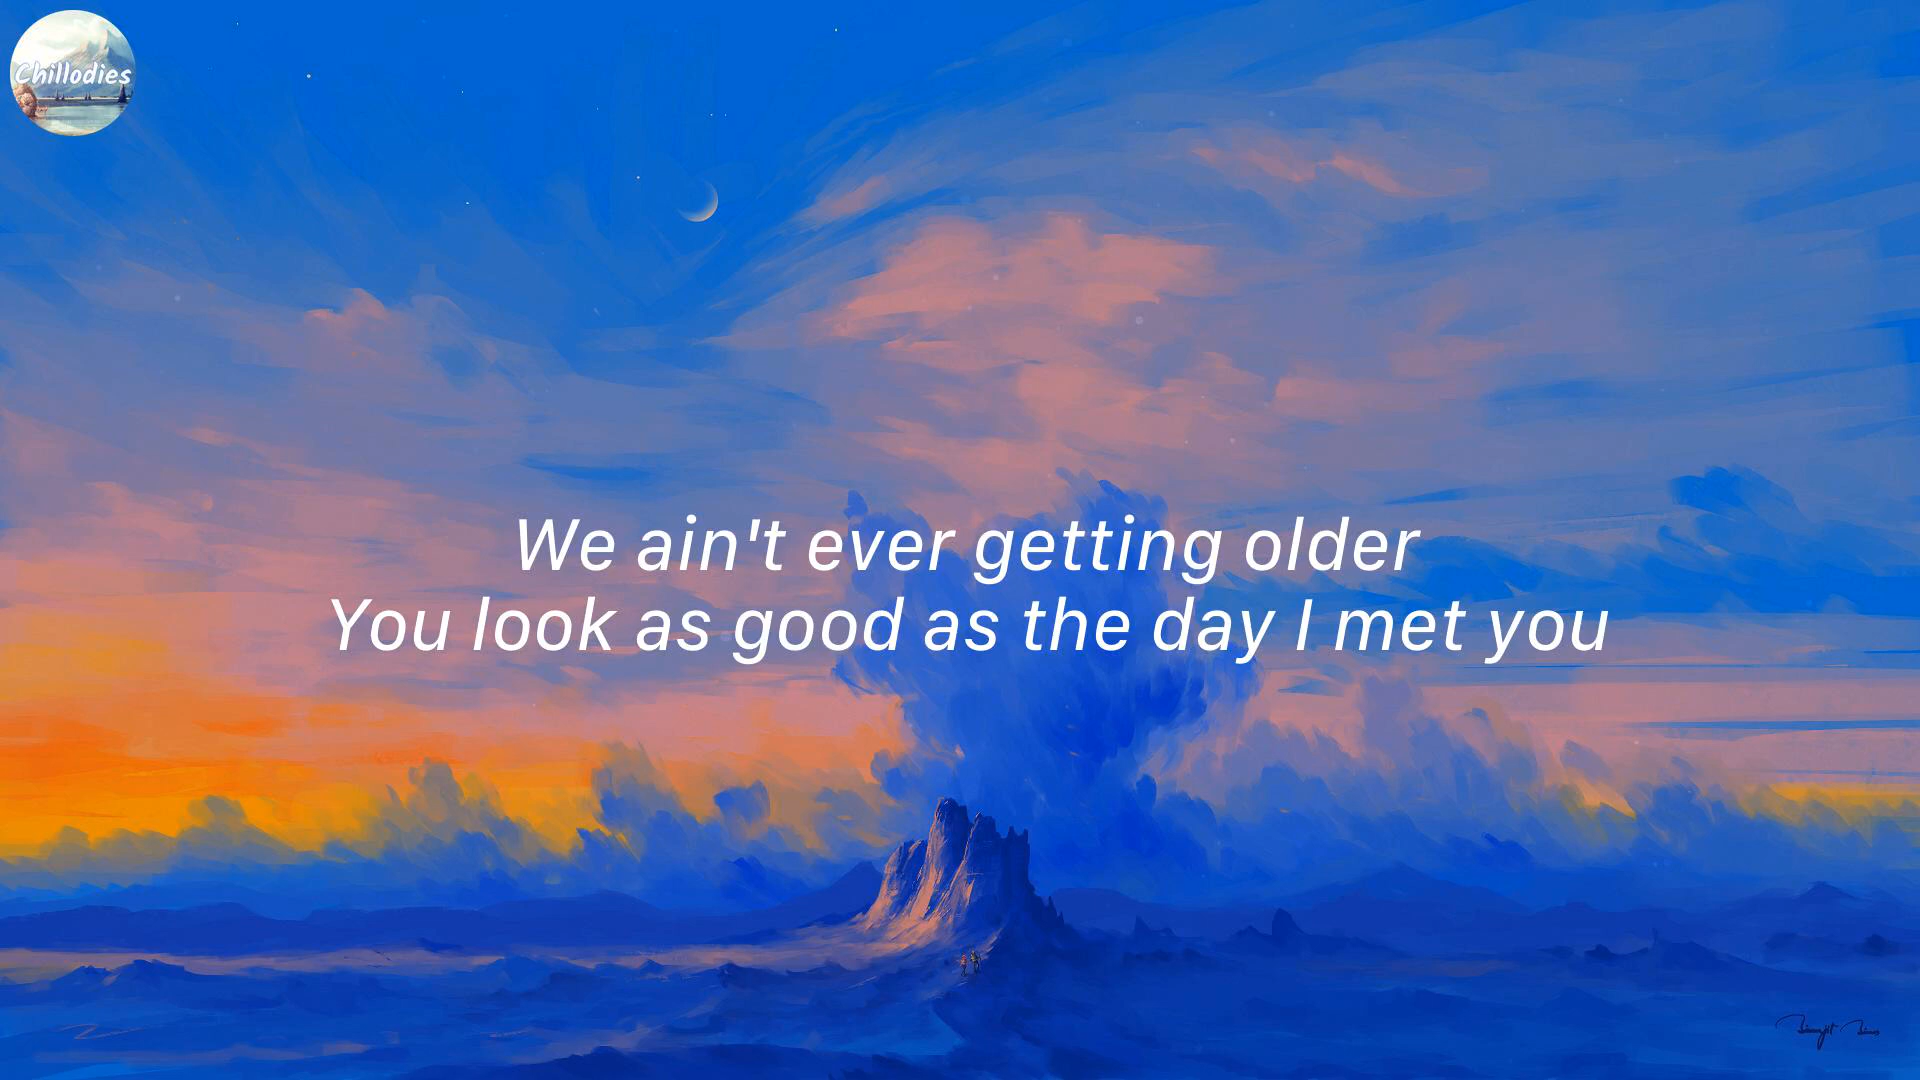 Chillodies
We ain't ever getting older
You look as good as the day I met you